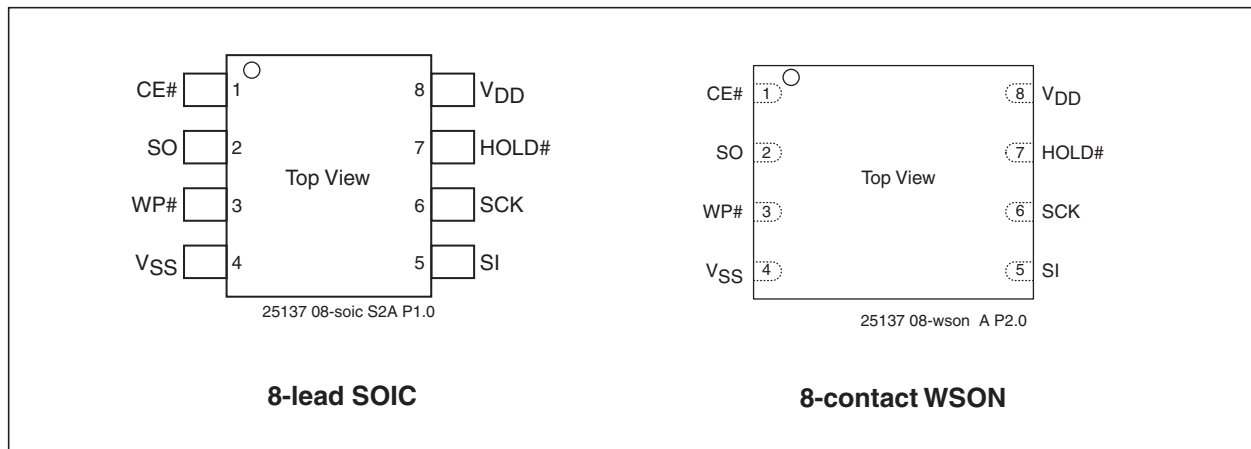 CE# 1 8 VDD
SO 2 7 HOLD#
Top View
WP# 3 6 SCK
VSS 4 5 SI
25137 08-soic S2A P1.0
8-lead SOIC
CE# 1 8 VDD
SO 2 7 HOLD#
Top View
WP# 3 6 SCK
VSS 4 5 SI
25137 08-wson A P2.0
8-contact WSON